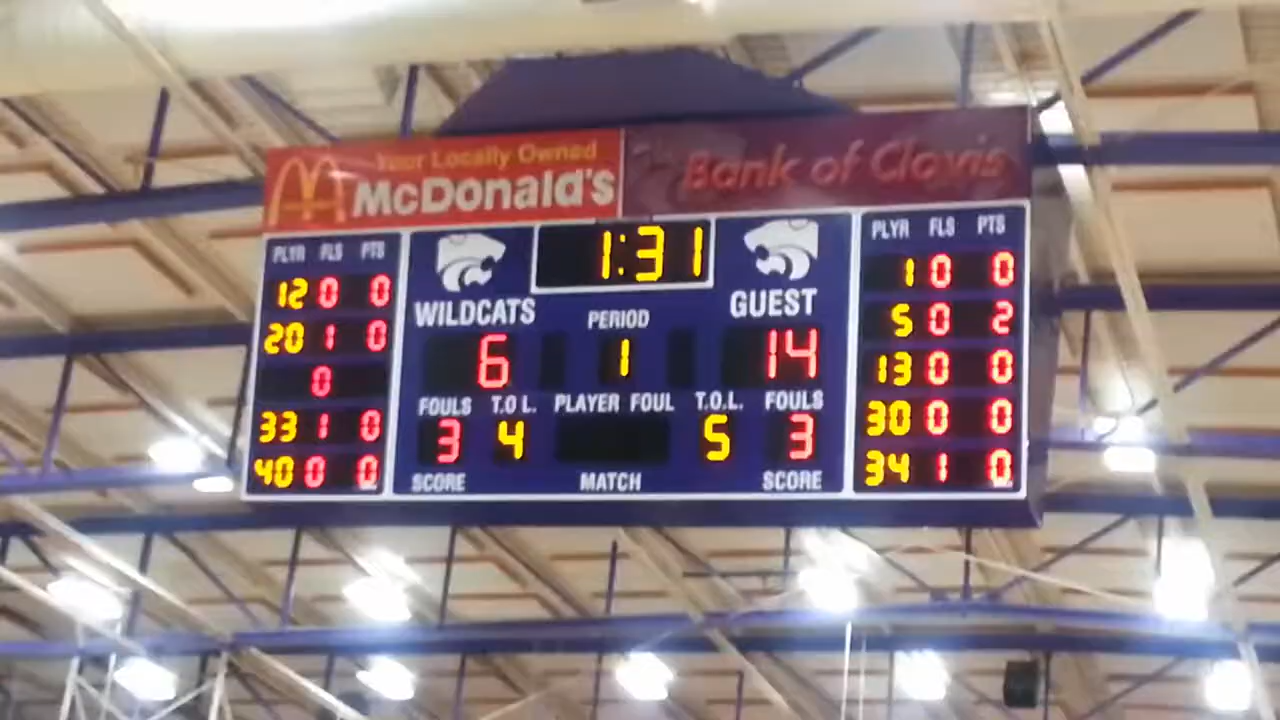 Your Locally Owned
McDonald's
Bank of Clovis
PLYR FLS PTS
12 0 0
20 1 0
0
33 1 0
40 0 0
1:31
WILDCATS
GUEST
PERIOD
6 1 14
FOULS T.O L. PLAYER FOUL T.O.L. FOULS
3 4 5 3
SCORE MATCH SCORE
PLYR FLS PTS
1 0 0
5 0 2
13 0 0
30 0 0
34 1 0